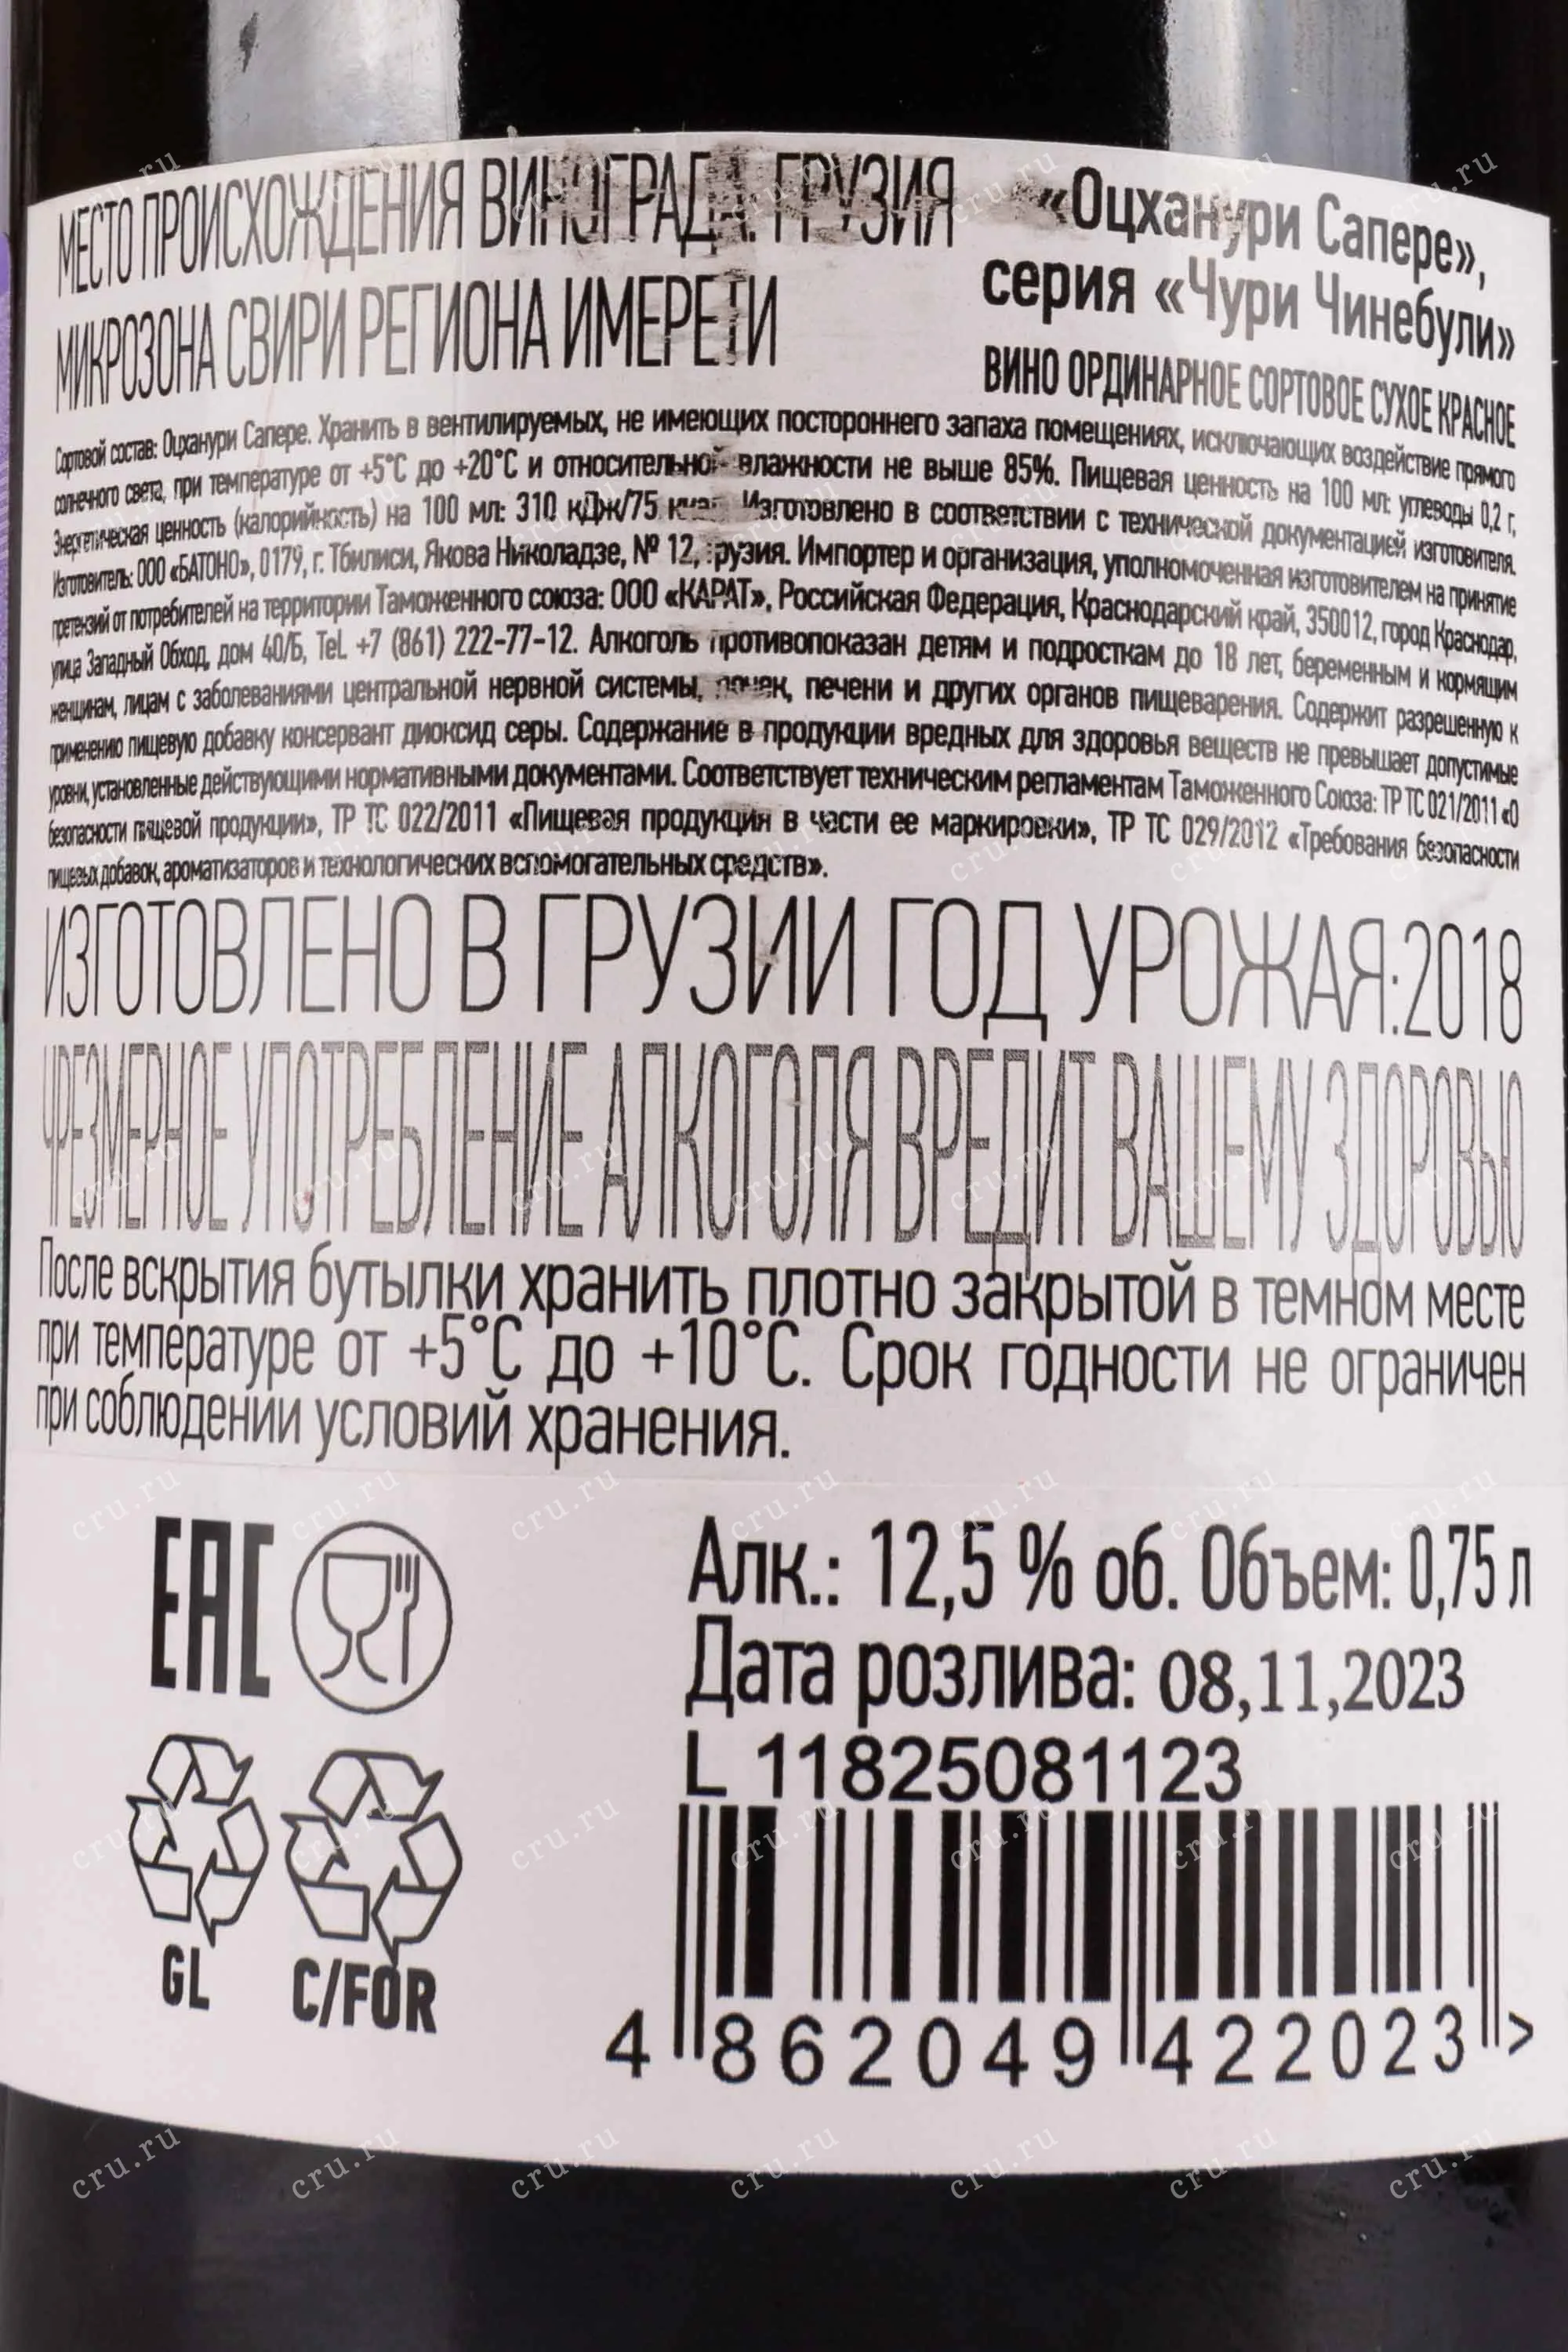 МЕСТО ПРОИСХОЖДЕНИЯ ВИНОГРАДА: ГРУЗИЯ
МИКРОЗОНА СВИРИ РЕГИОНА ИМЕРЕТИ
«Оцханури Сапере»,
серия «Чури Чинебули»
ВИНО ОРДИНАРНОЕ СОРТОВОЕ СУХОЕ КРАСНОЕ
Сортовой состав: Оцханури Сапере. Хранить в вентилируемых, не имеющих постороннего запаха помещениях, исключающих воздействие прямого
солнечного света, при температуре от +5°С до +20°С и относительной влажности не выше 85%. Пищевая ценность на 100 мл: углеводы 0,2 г,
Энергетическая ценность (калорийность) на 100 мл: 310 кДж/75 ккал. Изготовлено в соответствии с технической документацией изготовителя.
Изготовитель: ООО «БАТОНО», 0179, г. Тбилиси, Якова Николадзе, № 12, Грузия. Импортер и организация, уполномоченная изготовителем на принятие
претензий от потребителей на территории Таможенного союза: ООО «КАРАТ», Российская Федерация, Краснодарский край, 350012, город Краснодар,
улица Западный Обход, дом 40/Б, Tel. +7 (861) 222-77-12. Алкоголь противопоказан детям и подросткам до 18 лет, беременным и кормящим
женщинам, лицам с заболеваниями центральной нервной системы, почек, печени и других органов пищеварения. Содержит разрешенную к
применению пищевую добавку консервант диоксид серы. Содержание в продукции вредных для здоровья веществ не превышает допустимые
уровни, установленные действующими нормативными документами. Соответствует техническим регламентам Таможенного Союза: ТР ТС 021/2011 «О
безопасности пищевой продукции», ТР ТС 022/2011 «Пищевая продукция в части ее маркировки», ТР ТС 029/2012 «Требования безопасности
пищевых добавок, ароматизаторов и технологических вспомогательных средств».
ИЗГОТОВЛЕНО В ГРУЗИИ ГОД УРОЖАЯ:2018
ЧРЕЗМЕРНОЕ УПОТРЕБЛЕНИЕ АЛКОГОЛЯ ВРЕДИТ ВАШЕМУ ЗДОРОВЬЮ
После вскрытия бутылки хранить плотно закрытой в темном месте
при температуре от +5°С до +10°С. Срок годности не ограничен
при соблюдении условий хранения.
EAC
Алк.: 12,5 % об. Объем: 0,75 л
Дата розлива: 08,11,2023
L 11825081123
GL C/FOR
4 862049 422023 >
cru.ru